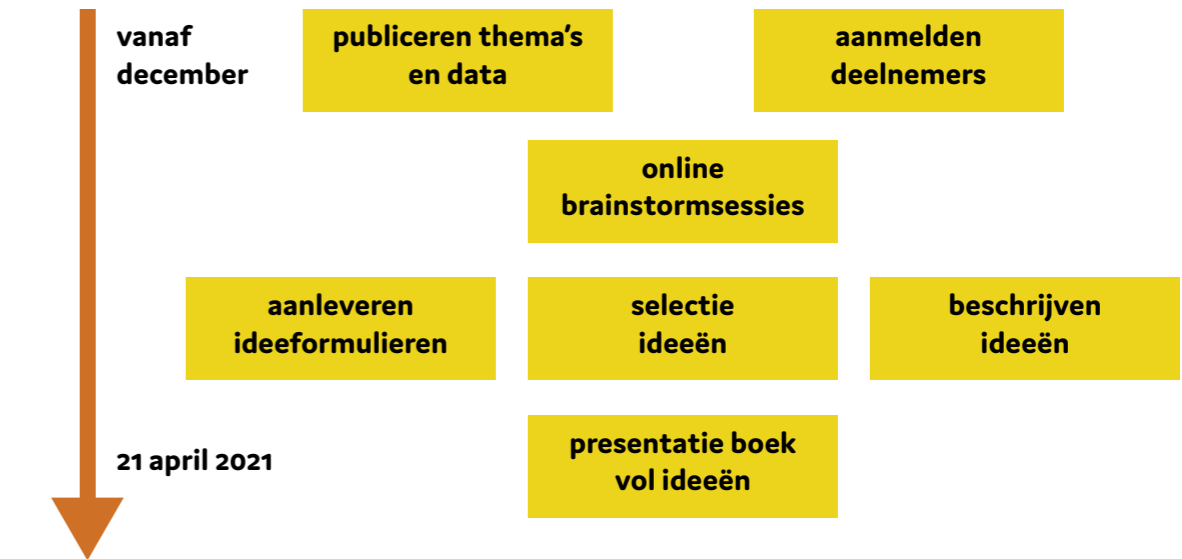 vanaf
december
publiceren thema's
en data
aanmelden
deelnemers
online
brainstormsessies
aanleveren
ideeformulieren
selectie
ideeën
beschrijven
ideeën
21 april 2021
presentatie boek
vol ideeën